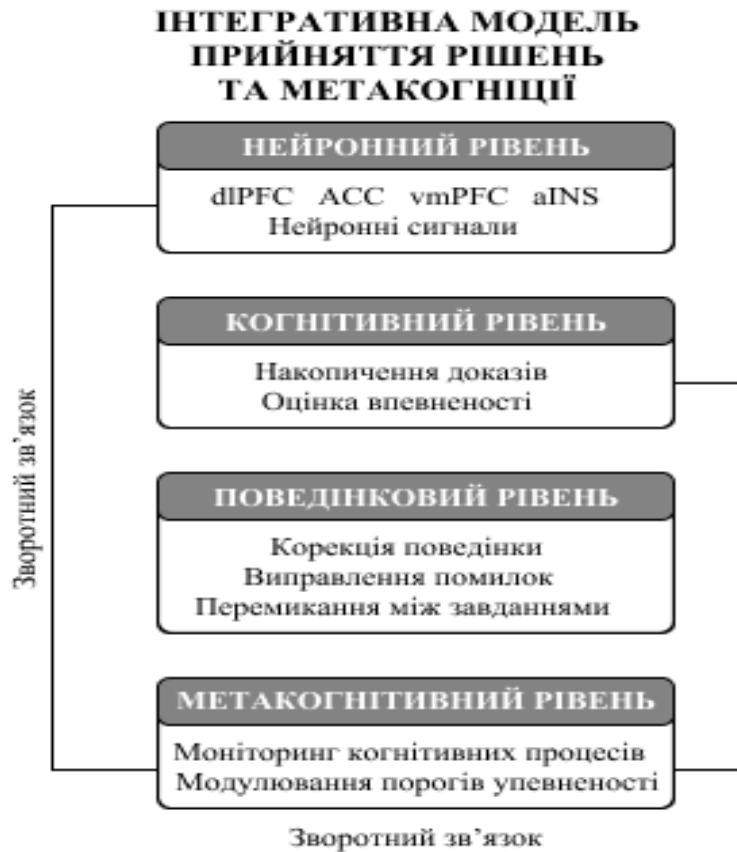 ІНТЕГРАТИВНА МОДЕЛЬ
ПРИЙНЯТТЯ РІШЕНЬ
ТА МЕТАКОГНІЦІЇ
НЕЙРОННИЙ РІВЕНЬ
dlPFC ACC vmPFC aINS
Нейронні сигнали
КОГНІТИВНИЙ РІВЕНЬ
Накопичення доказів
Оцінка впевненості
ПОВЕДІНКОВИЙ РІВЕНЬ
Корекція поведінки
Виправлення помилок
Перемикання між завданнями
МЕТАКОГНІТИВНИЙ РІВЕНЬ
Моніторинг когнітивних процесів
Модулювання порогів упевненості
Зворотний зв’язок
Зворотний зв’язок